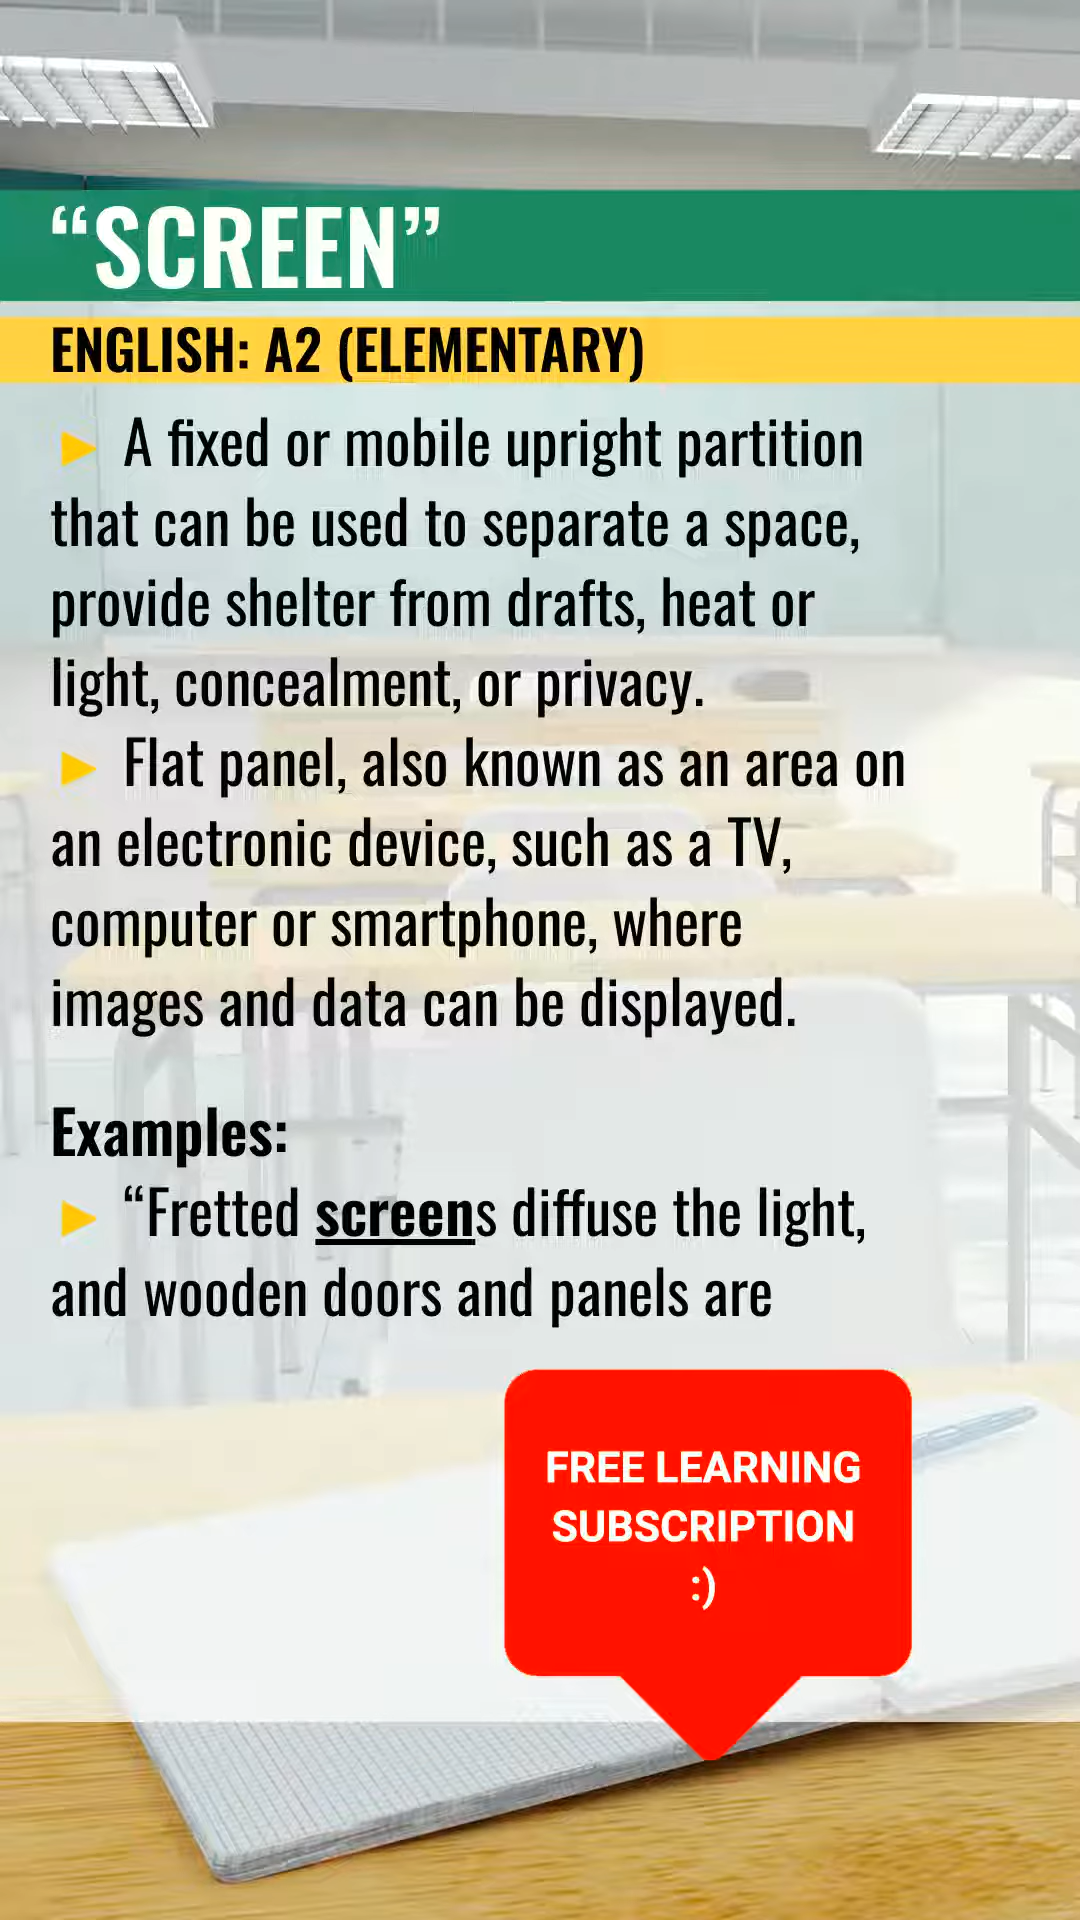 “SCREEN”
ENGLISH: A2 (ELEMENTARY)
► A fixed or mobile upright partition
that can be used to separate a space,
provide shelter from drafts, heat or
light, concealment, or privacy.
► Flat panel, also known as an area on
an electronic device, such as a TV,
computer or smartphone, where
images and data can be displayed.
Examples:
► “Fretted screens diffuse the light,
and wooden doors and panels are
FREE LEARNING
SUBSCRIPTION
:)